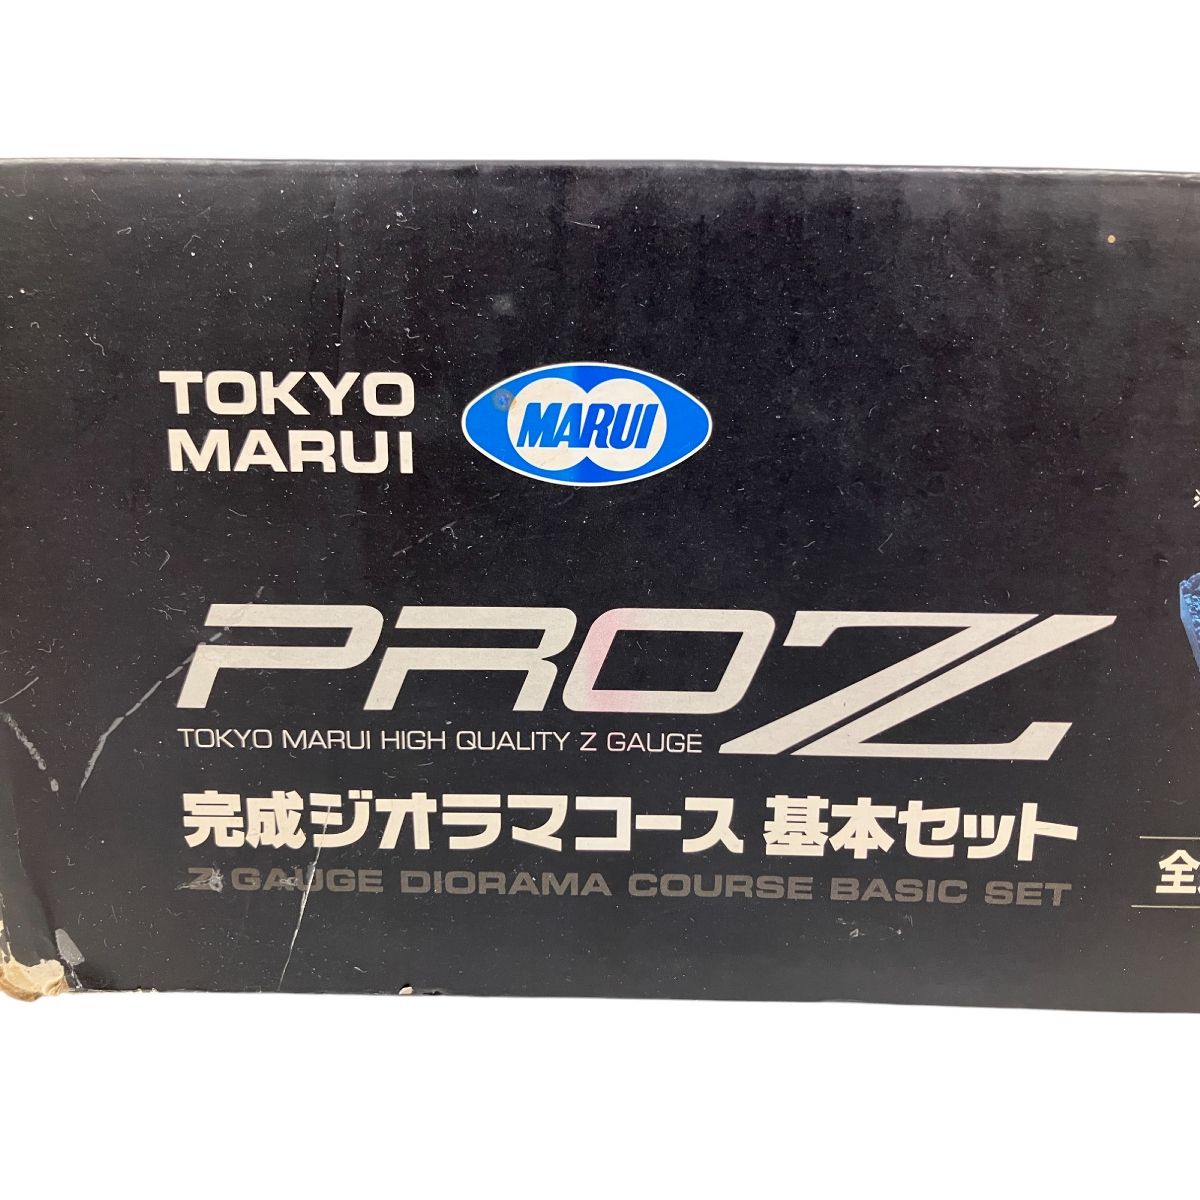 TOKYO
MARUI
MARUI
PROZ
TOKYO MARUI HIGH QUALITY Z GAUGE
完成ジオラマコース 基本セット
Z GAUGE DIORAMA COURSE BASIC SET
※
全